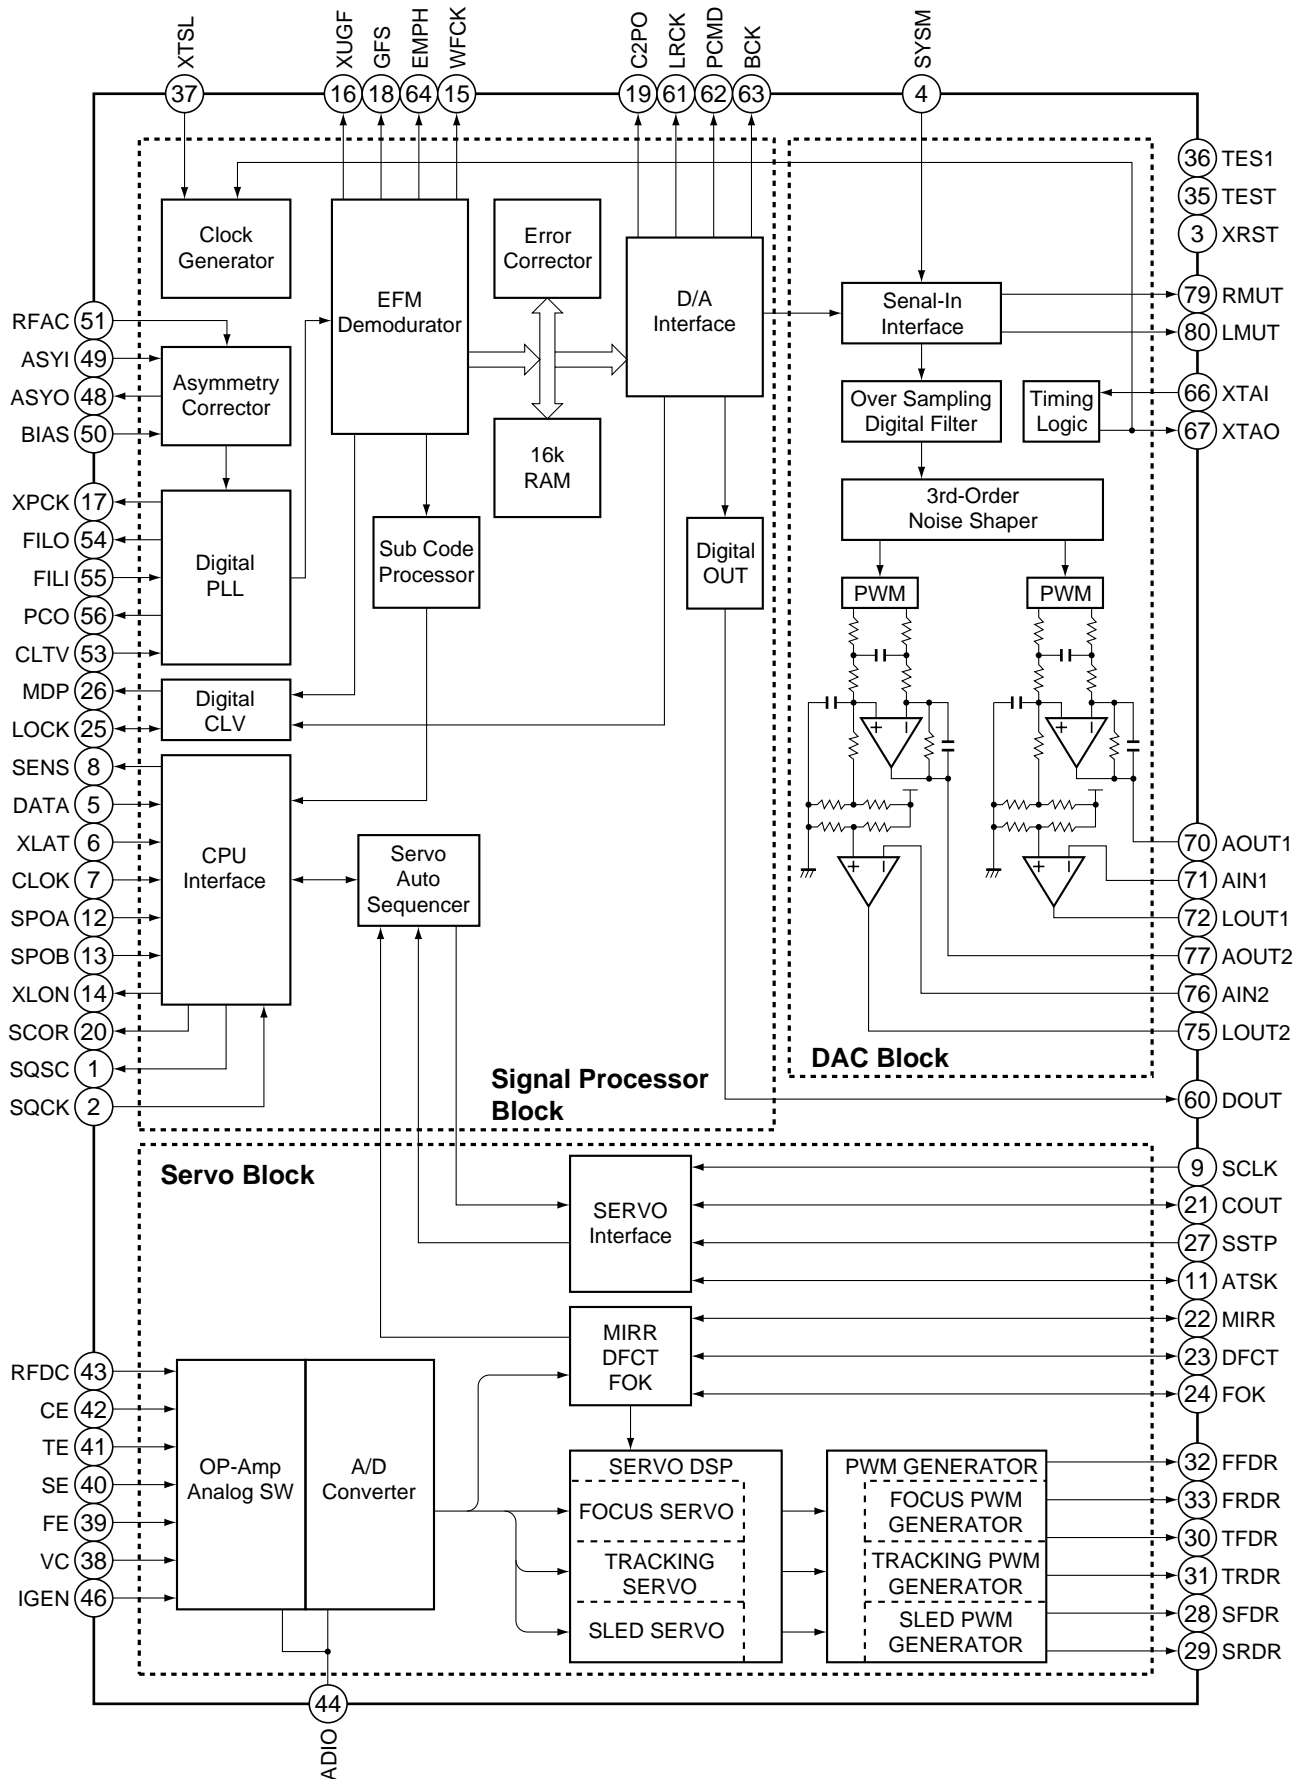 XTSL
XUGF
GFS
EMPH
WFCK
C2PO
LRCK
PCMD
BCK
SYSM
37
16
18
64
15
19
61
62
63
4
36 TES1
35 TEST
3 XRST
79 RMUT
80 LMUT
66 XTAI
67 XTAO
Clock
Generator
EFM
Demodurator
Error
Corrector
D/A
Interface
Senal-In
Interface
RFAC 51
ASYI 49
ASYO 48
BIAS 50
Asymmetry
Corrector
16k
RAM
Over Sampling
Digital Filter
Timing
Logic
3rd-Order
Noise Shaper
XPCK 17
FILO 54
FILI 55
PCO 56
CLTV 53
Digital
PLL
Sub Code
Processor
Digital
OUT
PWM
PWM
MDP 26
LOCK 25
Digital
CLV
+
+
SENS 8
DATA 5
XLAT 6
CLOK 7
SPOA 12
SPOB 13
XLON 14
SCOR 20
SQSC 1
SQCK 2
CPU
Interface
Servo
Auto
Sequencer
+
+
70 AOUT1
71 AIN1
72 LOUT1
77 AOUT2
76 AIN2
75 LOUT2
DAC Block
Signal Processor
Block
60 DOUT
Servo Block
SERVO
Interface
9 SCLK
21 COUT
27 SSTP
11 ATSK
MIRR
DFCT
FOK
22 MIRR
23 DFCT
24 FOK
RFDC 43
CE 42
TE 41
SE 40
FE 39
VC 38
IGEN 46
OP-Amp
Analog SW
A/D
Converter
SERVO DSP
FOCUS SERVO
TRACKING
SERVO
SLED SERVO
PWM GENERATOR
FOCUS PWM
GENERATOR
TRACKING PWM
GENERATOR
SLED PWM
GENERATOR
32 FFDR
33 FRDR
30 TFDR
31 TRDR
28 SFDR
29 SRDR
44
ADIO